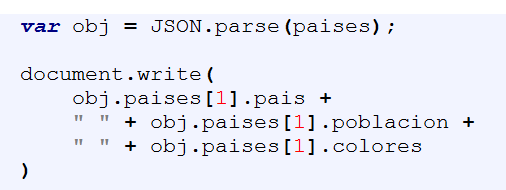 var obj = JSON.parse(paises);
document.write(
obj.paises[1].pais +
" " + obj.paises[1].poblacion +
" " + obj.paises[1].colores
)